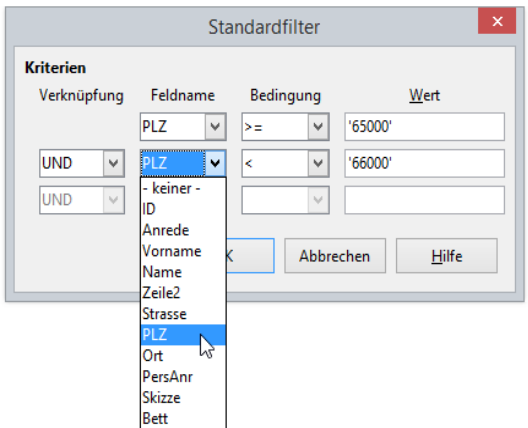 Standardfilter
Kriterien
Verknüpfung Feldname Bedingung Wert
PLZ >= '65000'
UND PLZ < '66000'
UND
- keiner -
ID
Anrede
Vorname
Name
Zeile2
Strasse
PLZ
Ort
PersAnr
Skizze
Bett
K Abbrechen Hilfe